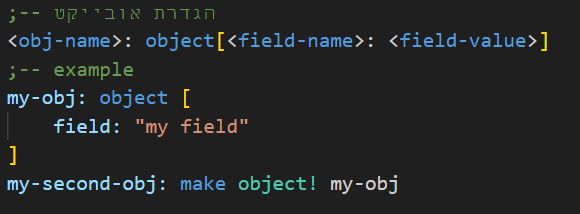 ;-- הגדרת אובייקט
<obj-name>: object[<field-name>: <field-value>]
;-- example
my-obj: object [
    field: "my field"
]
my-second-obj: make object! my-obj